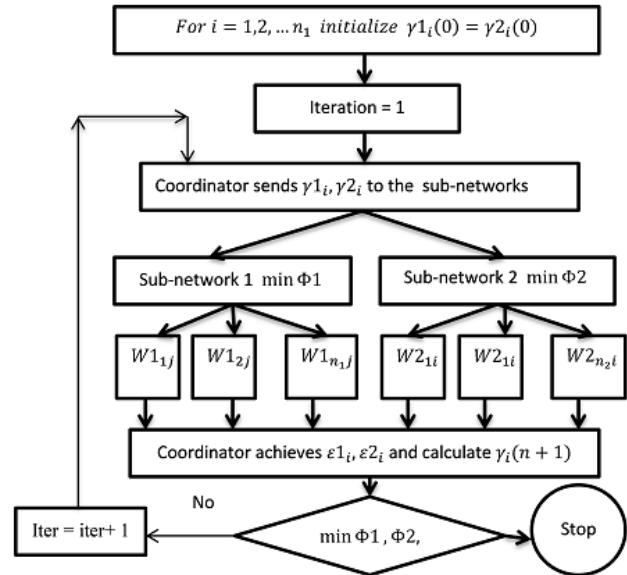 For i = 1,2, … n₁ initialize γ1ᵢ(0) = γ2ᵢ(0)
Iteration = 1
Coordinator sends γ1ᵢ, γ2ᵢ to the sub-networks
Sub-network 1 min Φ1
Sub-network 2 min Φ2
W1₁ⱼ
W1₂ⱼ
W1ₙ₁ⱼ
W2₁ᵢ
W2₁ᵢ
W2ₙ₂ᵢ
Coordinator achieves ε1ᵢ, ε2ᵢ and calculate γᵢ(n + 1)
No
Iter = iter+ 1
min Φ1 , Φ2,
Stop